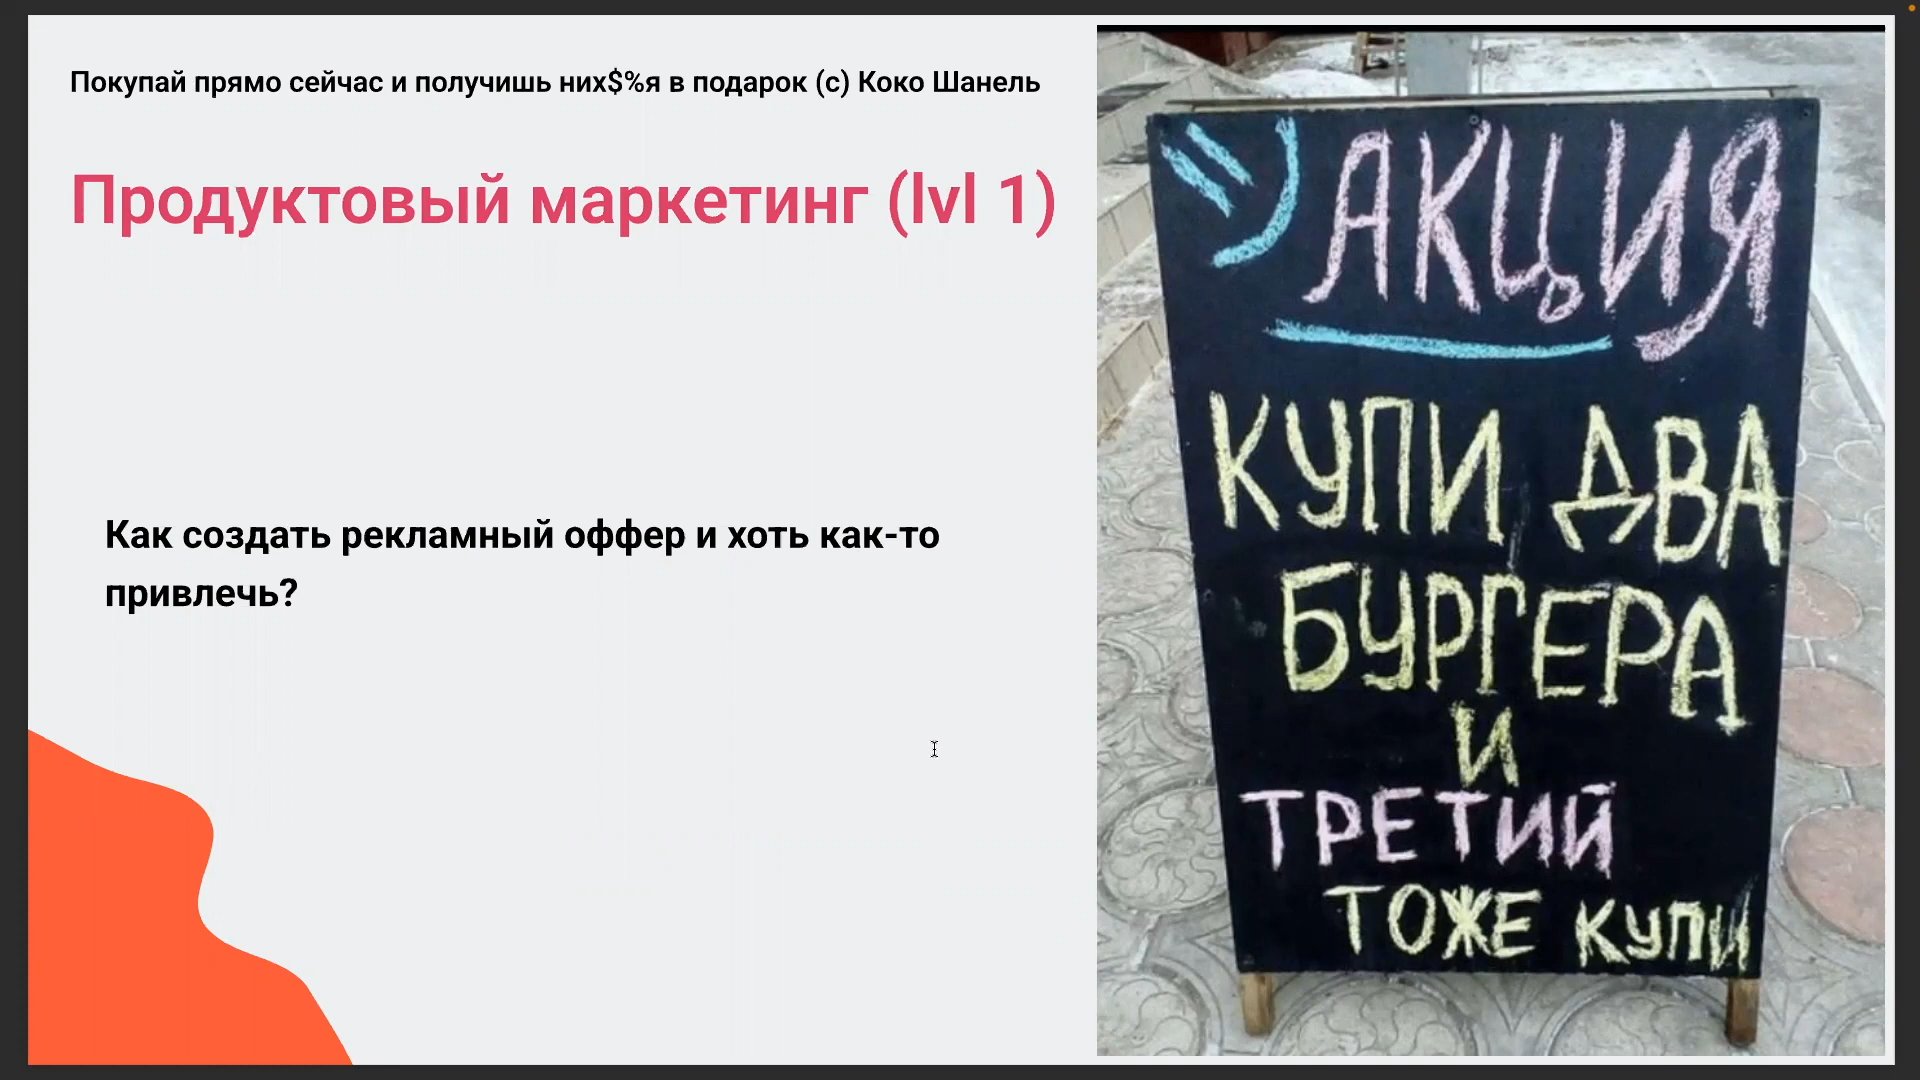 Покупай прямо сейчас и получишь них$%я в подарок (с) Коко Шанель
Продуктовый маркетинг (lvl 1)
Как создать рекламный оффер и хоть как-то
привлечь?
АКЦИЯ
КУПИ ДВА
БУРГЕРА
И
ТРЕТИЙ
ТОЖЕ КУПИ